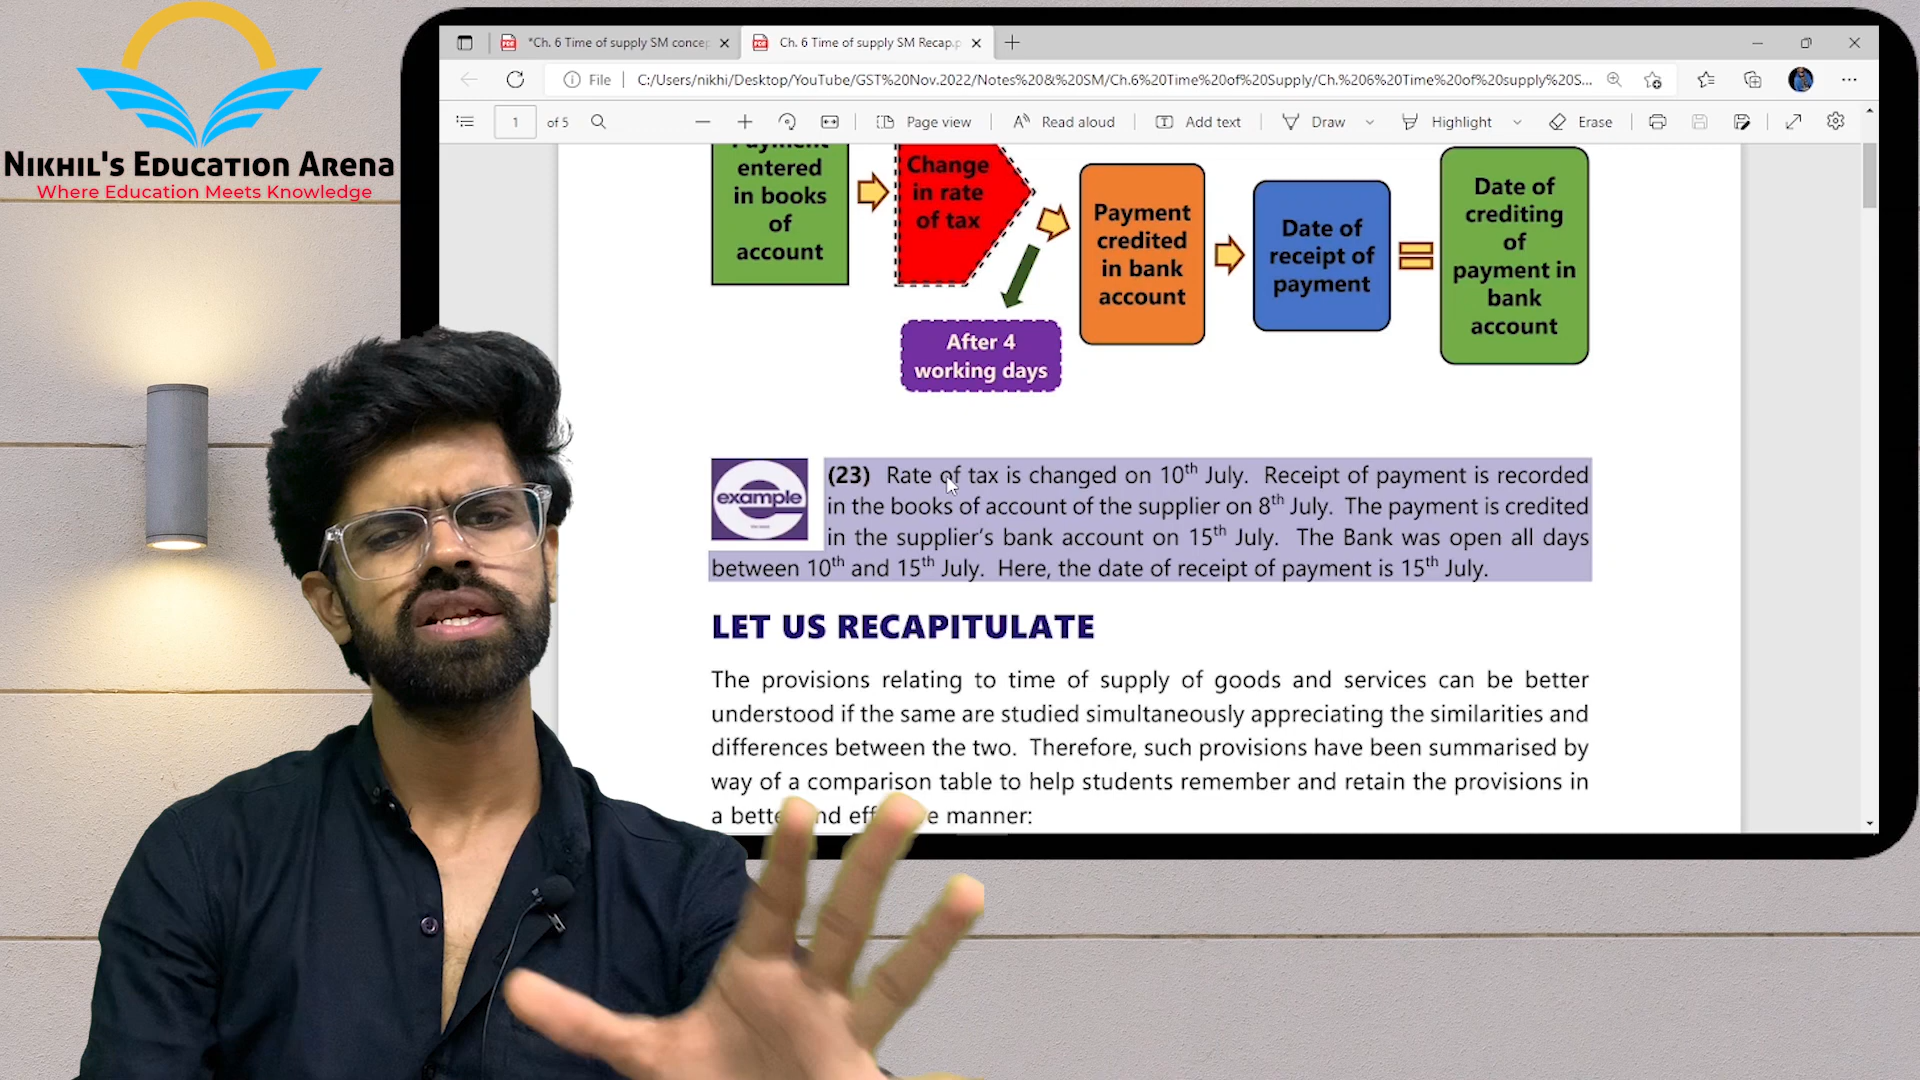 NIKHIL'S EDUCATION ARENA
Where Education Meets Knowledge
*Ch. 6 Time of supply SM concep
Ch. 6 Time of supply SM Recap.p
File
C:/Users/nikhi/Desktop/YouTube/GST%20Nov.2022/Notes%20&%20SM/Ch.6%20Time%20of%20Supply/Ch.%206%20Time%20of%20supply%20S...
1
of 5
Page view
Read aloud
Add text
Draw
Highlight
Erase
entered
in books
of
account
Change
in rate
of tax
After 4
working days
Payment
credited
in bank
account
Date of
receipt of
payment
Date of
crediting
of
payment in
bank
account
example
(23) Rate of tax is changed on 10th July. Receipt of payment is recorded
in the books of account of the supplier on 8th July. The payment is credited
in the supplier's bank account on 15th July. The Bank was open all days
between 10th and 15th July. Here, the date of receipt of payment is 15th July.
LET US RECAPITULATE
The provisions relating to time of supply of goods and services can be better
understood if the same are studied simultaneously appreciating the similarities and
differences between the two. Therefore, such provisions have been summarised by
way of a comparison table to help students remember and retain the provisions in
a manner: